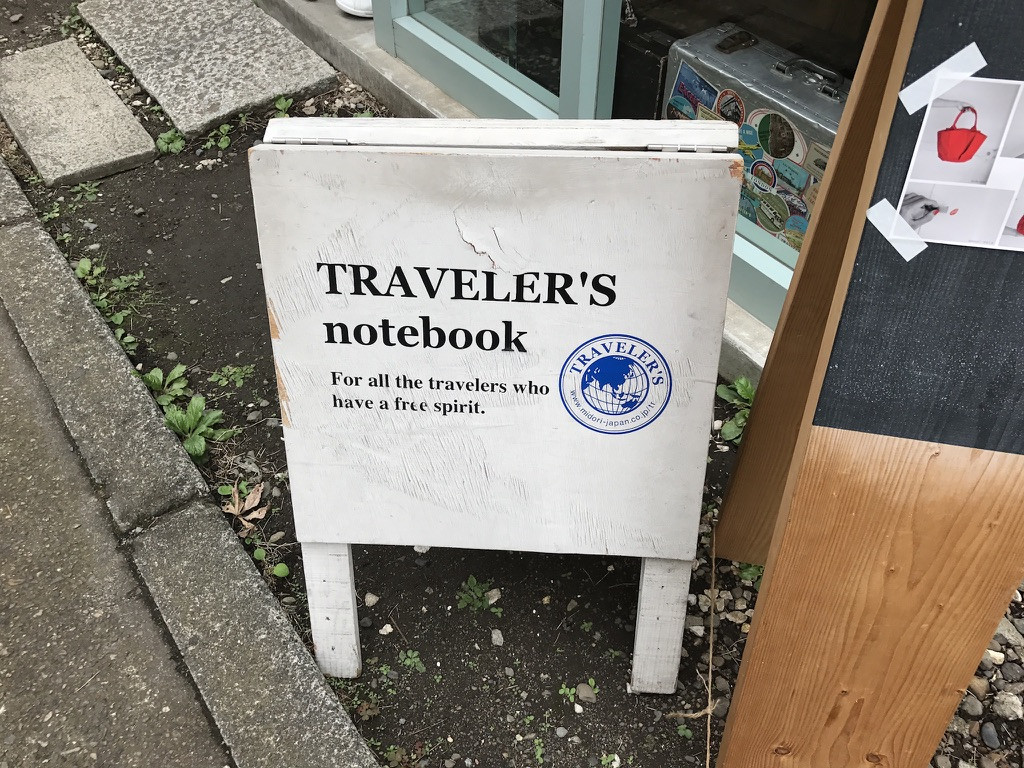 TRAVELER'S
notebook
For all the travelers who
have a free spirit.
TRAVELER'S
www.midori-japan.co.jp/tr